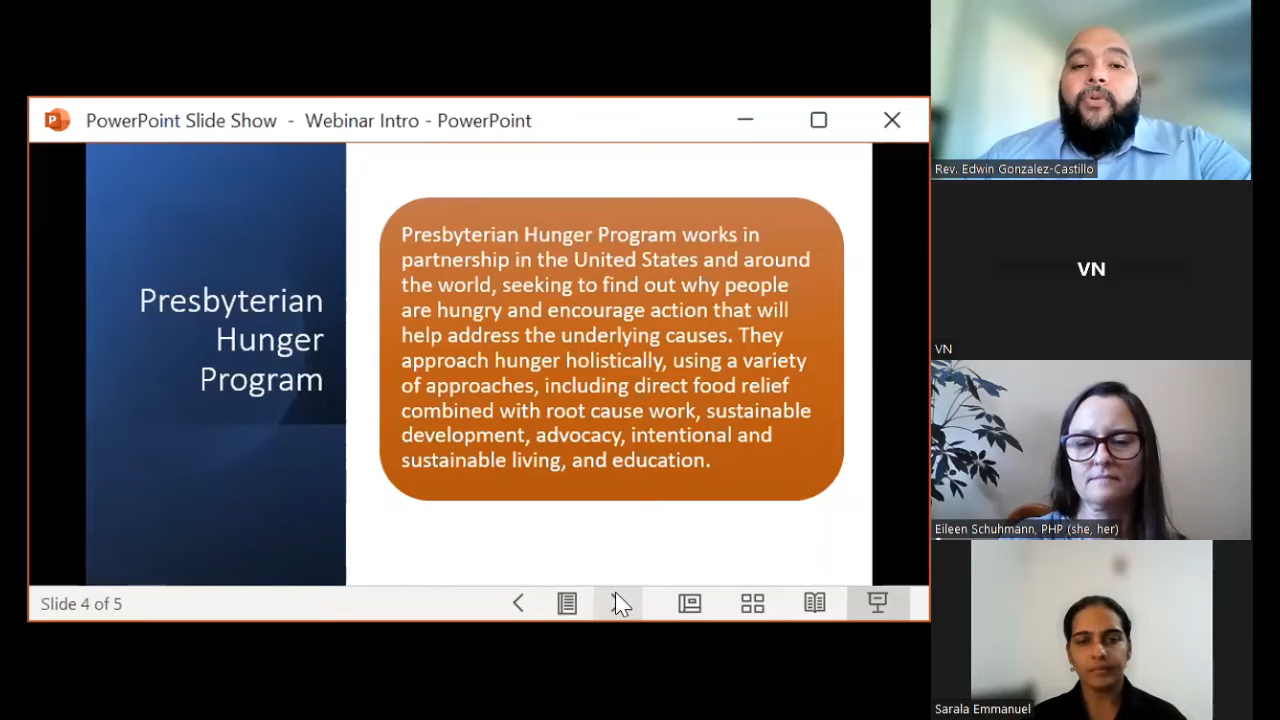 PowerPoint Slide Show - Webinar Intro - PowerPoint
Presbyterian
Hunger
Program
Presbyterian Hunger Program works in
partnership in the United States and around
the world, seeking to find out why people
are hungry and encourage action that will
help address the underlying causes. They
approach hunger holistically, using a variety
of approaches, including direct food relief
combined with root cause work, sustainable
development, advocacy, intentional and
sustainable living, and education.
Slide 4 of 5
Rev. Edwin Gonzalez-Castillo
VN
VN
Eileen Schuhmann, PHP (she, her)
Sarala Emmanuel